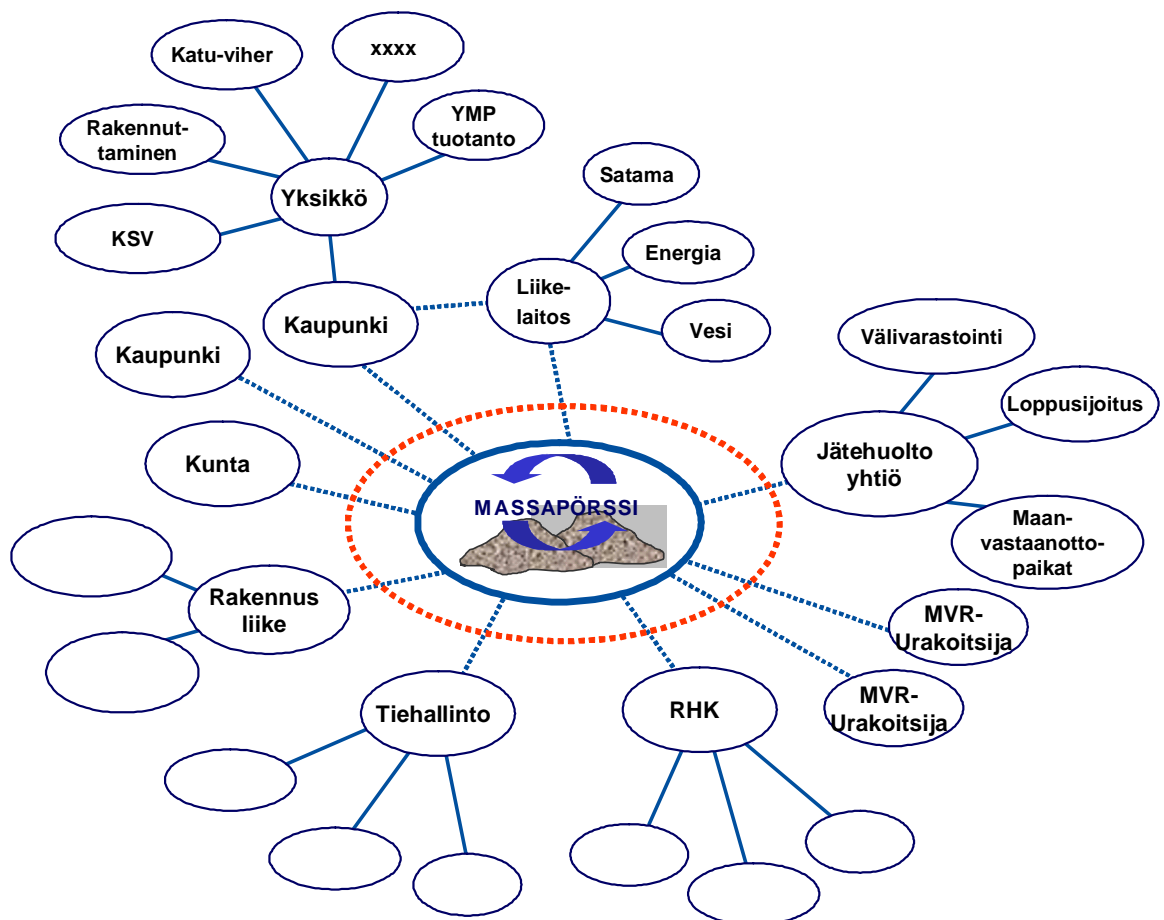 Katu-viher
xxxx
Rakennut-
taminen
YMP
tuotanto
Yksikkö
KSV
Satama
Energia
Liike-
laitos
Vesi
Kaupunki
Kaupunki
Välivarastointi
Loppusijoitus
Jätehuolto
yhtiö
Kunta
MASSAPÖRSSI
Maan-
vastaanotto-
paikat
Rakennus
liike
MVR-
Urakoitsija
MVR-
Urakoitsija
Tiehallinto
RHK